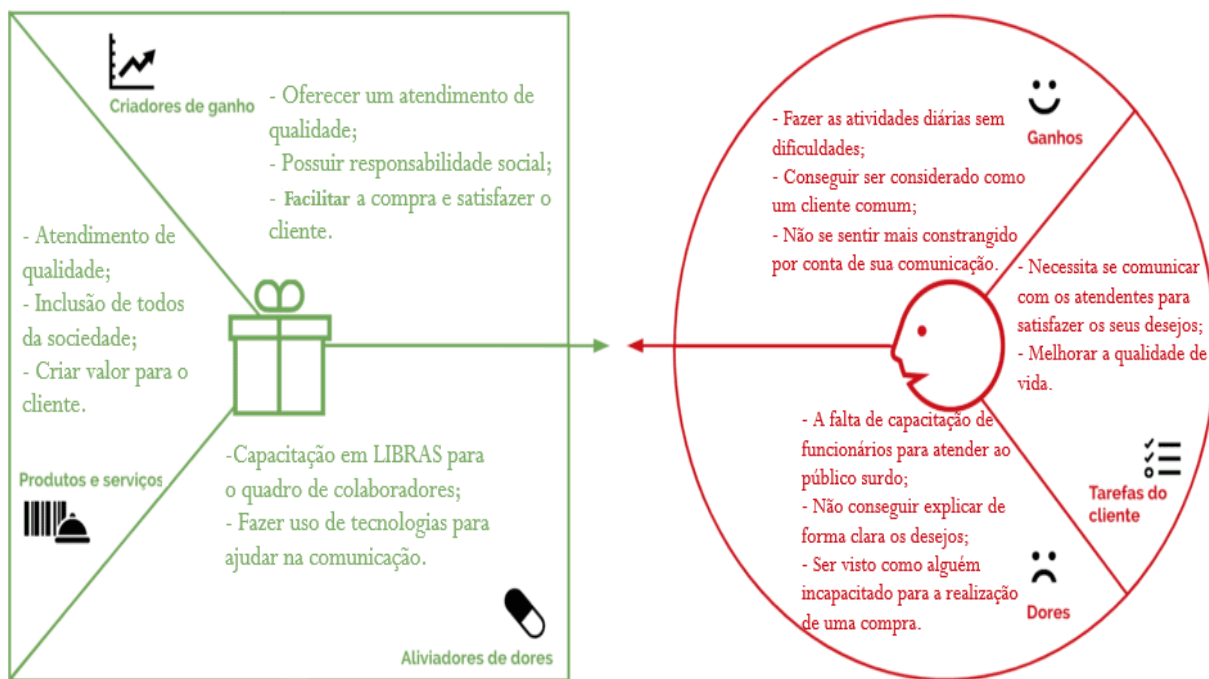 Criadores de ganho
- Oferecer um atendimento de
qualidade;
- Possuir responsabilidade social;
- Facilitar a compra e satisfazer o
cliente.
- Atendimento de
qualidade;
- Inclusão de todos
da sociedade;
- Criar valor para o
cliente.
Produtos e serviços
-Capacitação em LIBRAS para
o quadro de colaboradores;
- Fazer uso de tecnologias para
ajudar na comunicação.
Aliviadores de dores
Ganhos
- Fazer as atividades diárias sem
dificuldades;
- Conseguir ser considerado como
um cliente comum;
- Não se sentir mais constrangido
por conta de sua comunicação.
- Necessita se comunicar
com os atendentes para
satisfazer os seus desejos;
- Melhorar a qualidade de
vida.
Tarefas do
cliente
- A falta de capacitação de
funcionários para atender ao
público surdo;
- Não conseguir explicar de
forma clara os desejos;
- Ser visto como alguém
incapacitado para a realização
de uma compra.
Dores